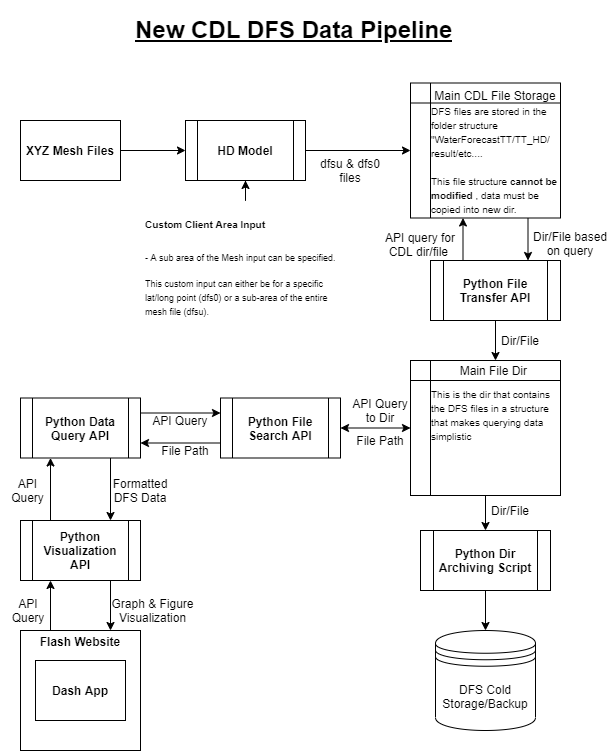 New CDL DFS Data Pipeline
XYZ Mesh Files
HD Model
dfsu & dfs0
files
Main CDL File Storage
DFS files are stored in the
folder structure
"WaterForecastTT/TT_HD/
result/etc....
This file structure cannot be
modified , data must be
copied into new dir.
Custom Client Area Input
- A sub area of the Mesh input can be specified.
This custom input can either be for a specific
lat/long point (dfs0) or a sub-area of the entire
mesh file (dfsu).
API query for
CDL dir/file
Dir/File based
on query
Python File
Transfer API
Dir/File
Main File Dir
This is the dir that contains
the DFS files in a structure
that makes querying data
simplistic
Python Data
Query API
API Query
File Path
Python File
Search API
API Query
to Dir
File Path
API
Query
Formatted
DFS Data
Dir/File
Python
Visualization
API
Python Dir
Archiving Script
API
Query
Graph & Figure
Visualization
Flash Website
Dash App
DFS Cold
Storage/Backup